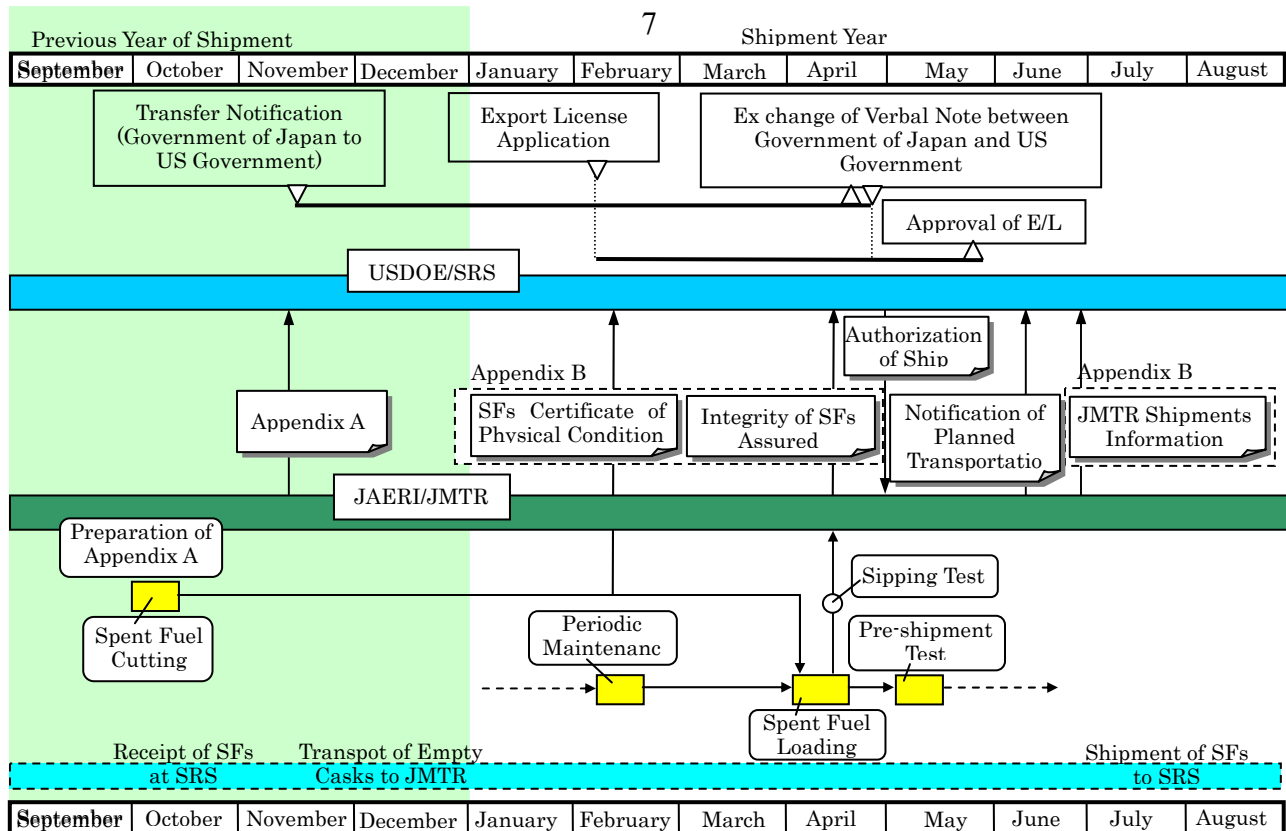 7
Previous Year of Shipment
Shipment Year
September October November December January February March April May June July August
Transfer Notification
(Government of Japan to
US Government)
Export License
Application
Ex change of Verbal Note between
Government of Japan and US
Government
Approval of E/L
USDOE/SRS
Authorization
of Ship
Appendix B
Appendix B
Appendix A
SFs Certificate of
Physical Condition
Integrity of SFs
Assured
Notification of
Planned
Transportatio
JMTR Shipments
Information
JAERI/JMTR
Preparation of
Appendix A
Spent Fuel
Cutting
Sipping Test
Periodic
Maintenanc
Pre-shipment
Test
Spent Fuel
Loading
Receipt of SFs
at SRS
Transpot of Empty
Casks to JMTR
Shipment of SFs
to SRS
September October November December January February March April May June July August